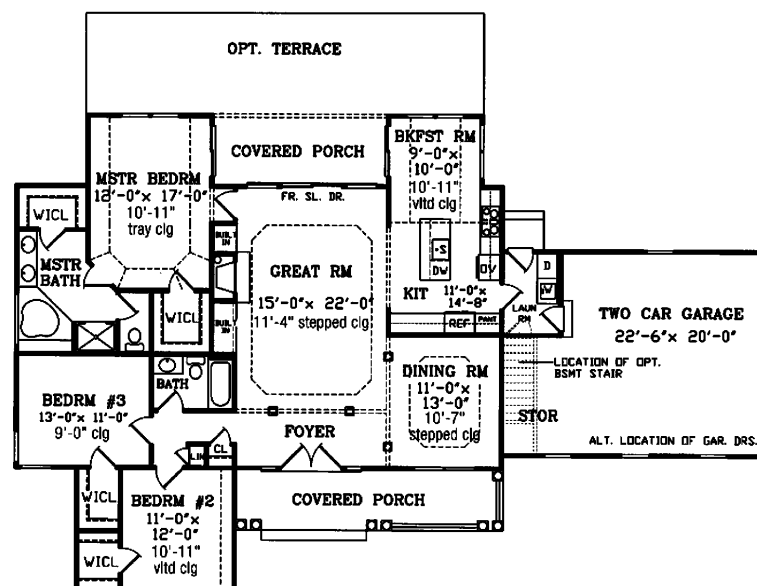 OPT. TERRACE
COVERED PORCH
BKFST RM
9'-0"x
10'-0"
10'-11"
vltd clg
MSTR BEDRM
12'-0"x 17'-0"
10'-11"
tray clg
WICL
FR. SL. DR.
BUILT
IN
MSTR
BATH
GREAT RM
15'-0"x 22'-0"
11'-4" stepped clg
S
DW
OV
KIT
11'-0"x
14'-8"
REF
PANT
D
W
LAUN
RM
TWO CAR GARAGE
22'-6"x 20'-0"
WICL
BUILT
IN
LOCATION OF OPT.
BSMT STAIR
BEDRM #3
13'-0"x 11'-0"
9'-0" clg
BATH
DINING RM
11'-0"x
13'-0"
10'-7"
stepped clg
STOR
FOYER
ALT. LOCATION OF GAR. DRS.
LIN
CL
WICL
BEDRM #2
11'-0"x
12'-0"
10'-11"
vltd clg
COVERED PORCH
WICL